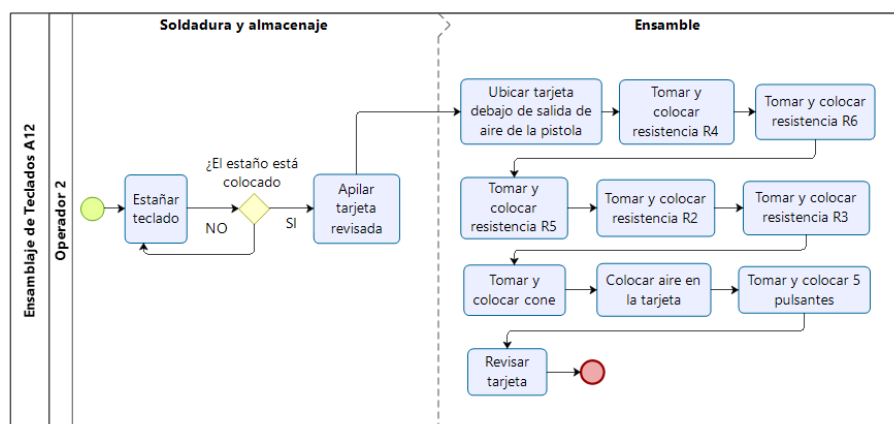 Soldadura y almacenaje
Ensamble
Ensamblaje de Teclados A12
Operador 2
Estañar
teclado
¿El estaño está
colocado
NO
SI
Apilar
tarjeta
revisada
Ubicar tarjeta
debajo de salida de
aire de la pistola
Tomar y
colocar
resistencia R4
Tomar y colocar
resistencia R6
Tomar y
colocar
resistencia R5
Tomar y colocar
resistencia R2
Tomar y colocar
resistencia R3
Tomar y
colocar cone
Colocar aire en
la tarjeta
Tomar y colocar 5
pulsantes
Revisar
tarjeta